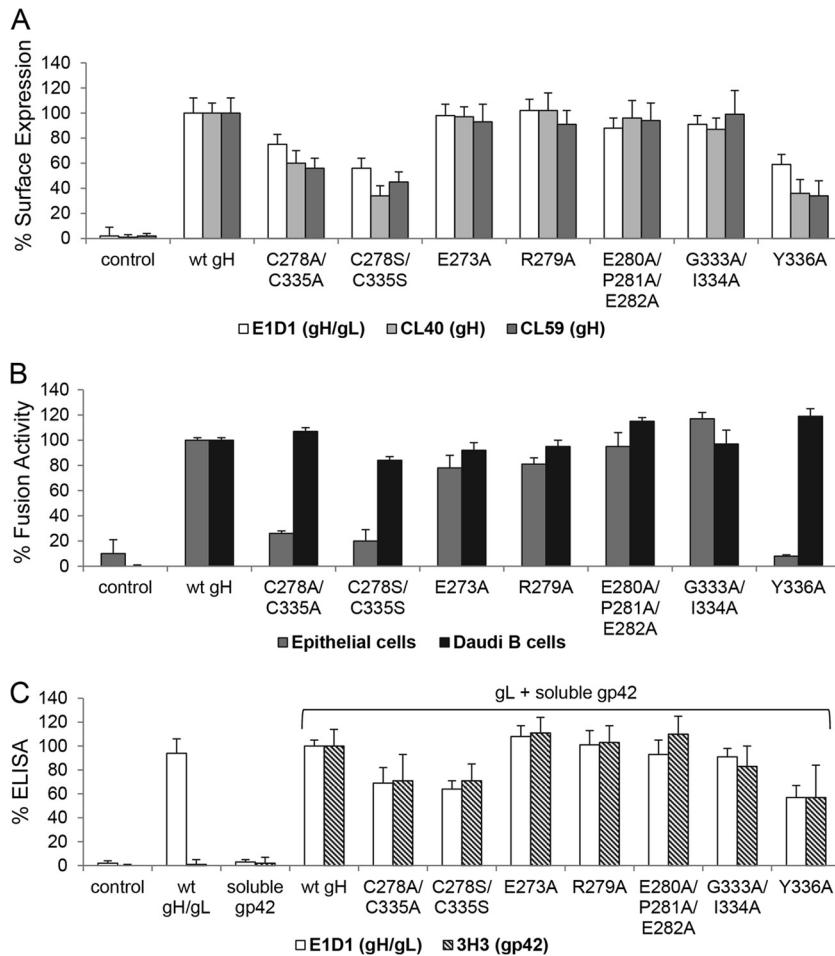 A
% Surface Expression
140
120
100
80
60
40
20
0
control
wt gH
C278A/
C335A
C278S/
C335S
E273A
R279A
E280A/
P281A/
E282A
G333A/
I334A
Y336A
E1D1 (gH/gL) CL40 (gH) CL59 (gH)
B
% Fusion Activity
140
120
100
80
60
40
20
0
control
wt gH
C278A/
C335A
C278S/
C335S
E273A
R279A
E280A/
P281A/
E282A
G333A/
I334A
Y336A
Epithelial cells Daudi B cells
C
gL + soluble gp42
% ELISA
140
120
100
80
60
40
20
0
control
wt
gH/gL
soluble
gp42
wt gH
C278A/
C335A
C278S/
C335S
E273A
R279A
E280A/
P281A/
E282A
G333A/
I334A
Y336A
E1D1 (gH/gL) 3H3 (gp42)